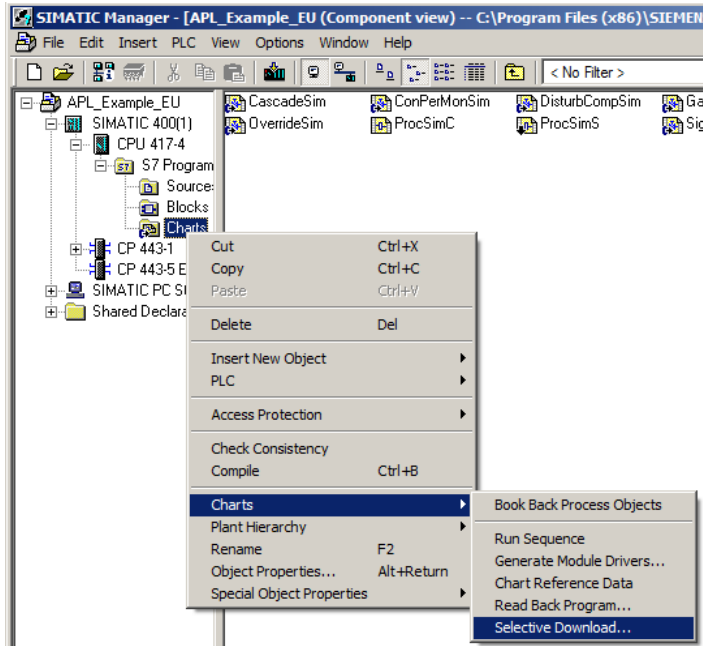 SIMATIC Manager - [APL_Example_EU (Component view) -- C:\Program Files (x86)\SIEMEN
File Edit Insert PLC View Options Window Help
< No Filter >
APL_Example_EU
SIMATIC 400(1)
CPU 417-4
S7 Program
Sources
Blocks
Charts
CP 443-1
CP 443-5 E
SIMATIC PC St
Shared Declara
CascadeSim ConPerMonSim DisturbCompSim Ga
OverrideSim ProcSimC ProcSimS Sig
Cut Ctrl+X
Copy Ctrl+C
Paste Ctrl+V
Delete Del
Insert New Object
PLC
Access Protection
Check Consistency
Compile Ctrl+B
Charts
Plant Hierarchy
Rename F2
Object Properties... Alt+Return
Special Object Properties
Book Back Process Objects
Run Sequence
Generate Module Drivers...
Chart Reference Data
Read Back Program...
Selective Download...